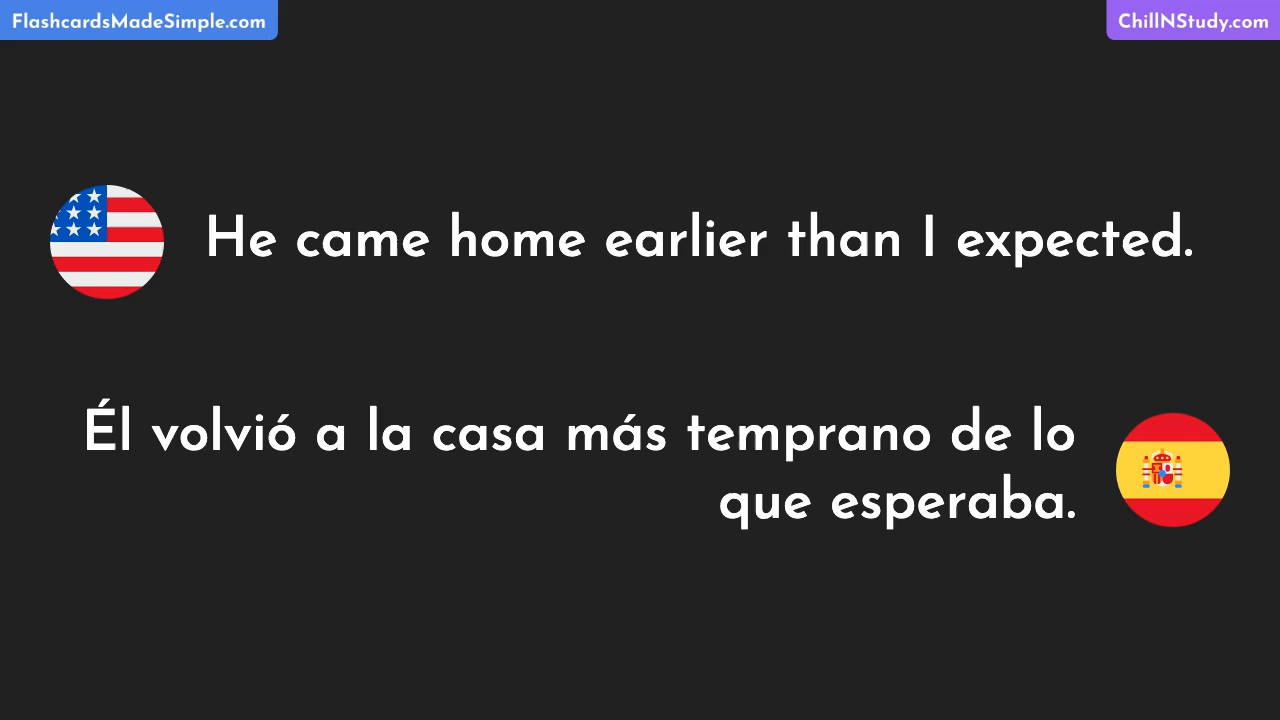 FlashcardsMadeSimple.com
ChillNStudy.com
He came home earlier than I expected.
Él volvió a la casa más temprano de lo
que esperaba.